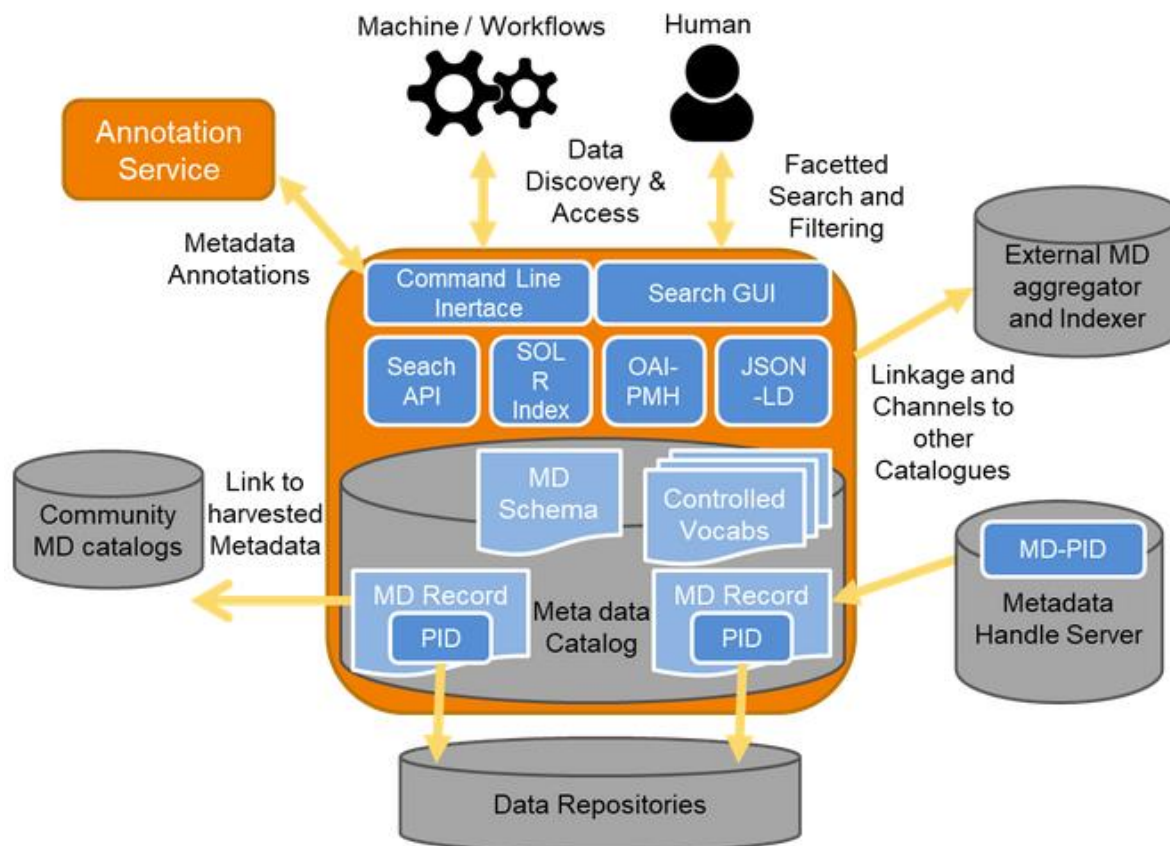 Machine / Workflows
Human
Annotation
Service
Data
Discovery &
Access
Facetted
Search and
Filtering
Metadata
Annotations
External MD
aggregator
and Indexer
Command Line
Inertace
Search GUI
Seach
API
SOL
R
Index
OAI-
PMH
JSON
-LD
Linkage and
Channels to
other
Catalogues
Community
MD catalogs
Link to
harvested
Metadata
MD
Schema
Controlled
Vocabs
MD-PID
Metadata
Handle Server
MD Record
PID
Meta data
Catalog
MD Record
PID
Data Repositories